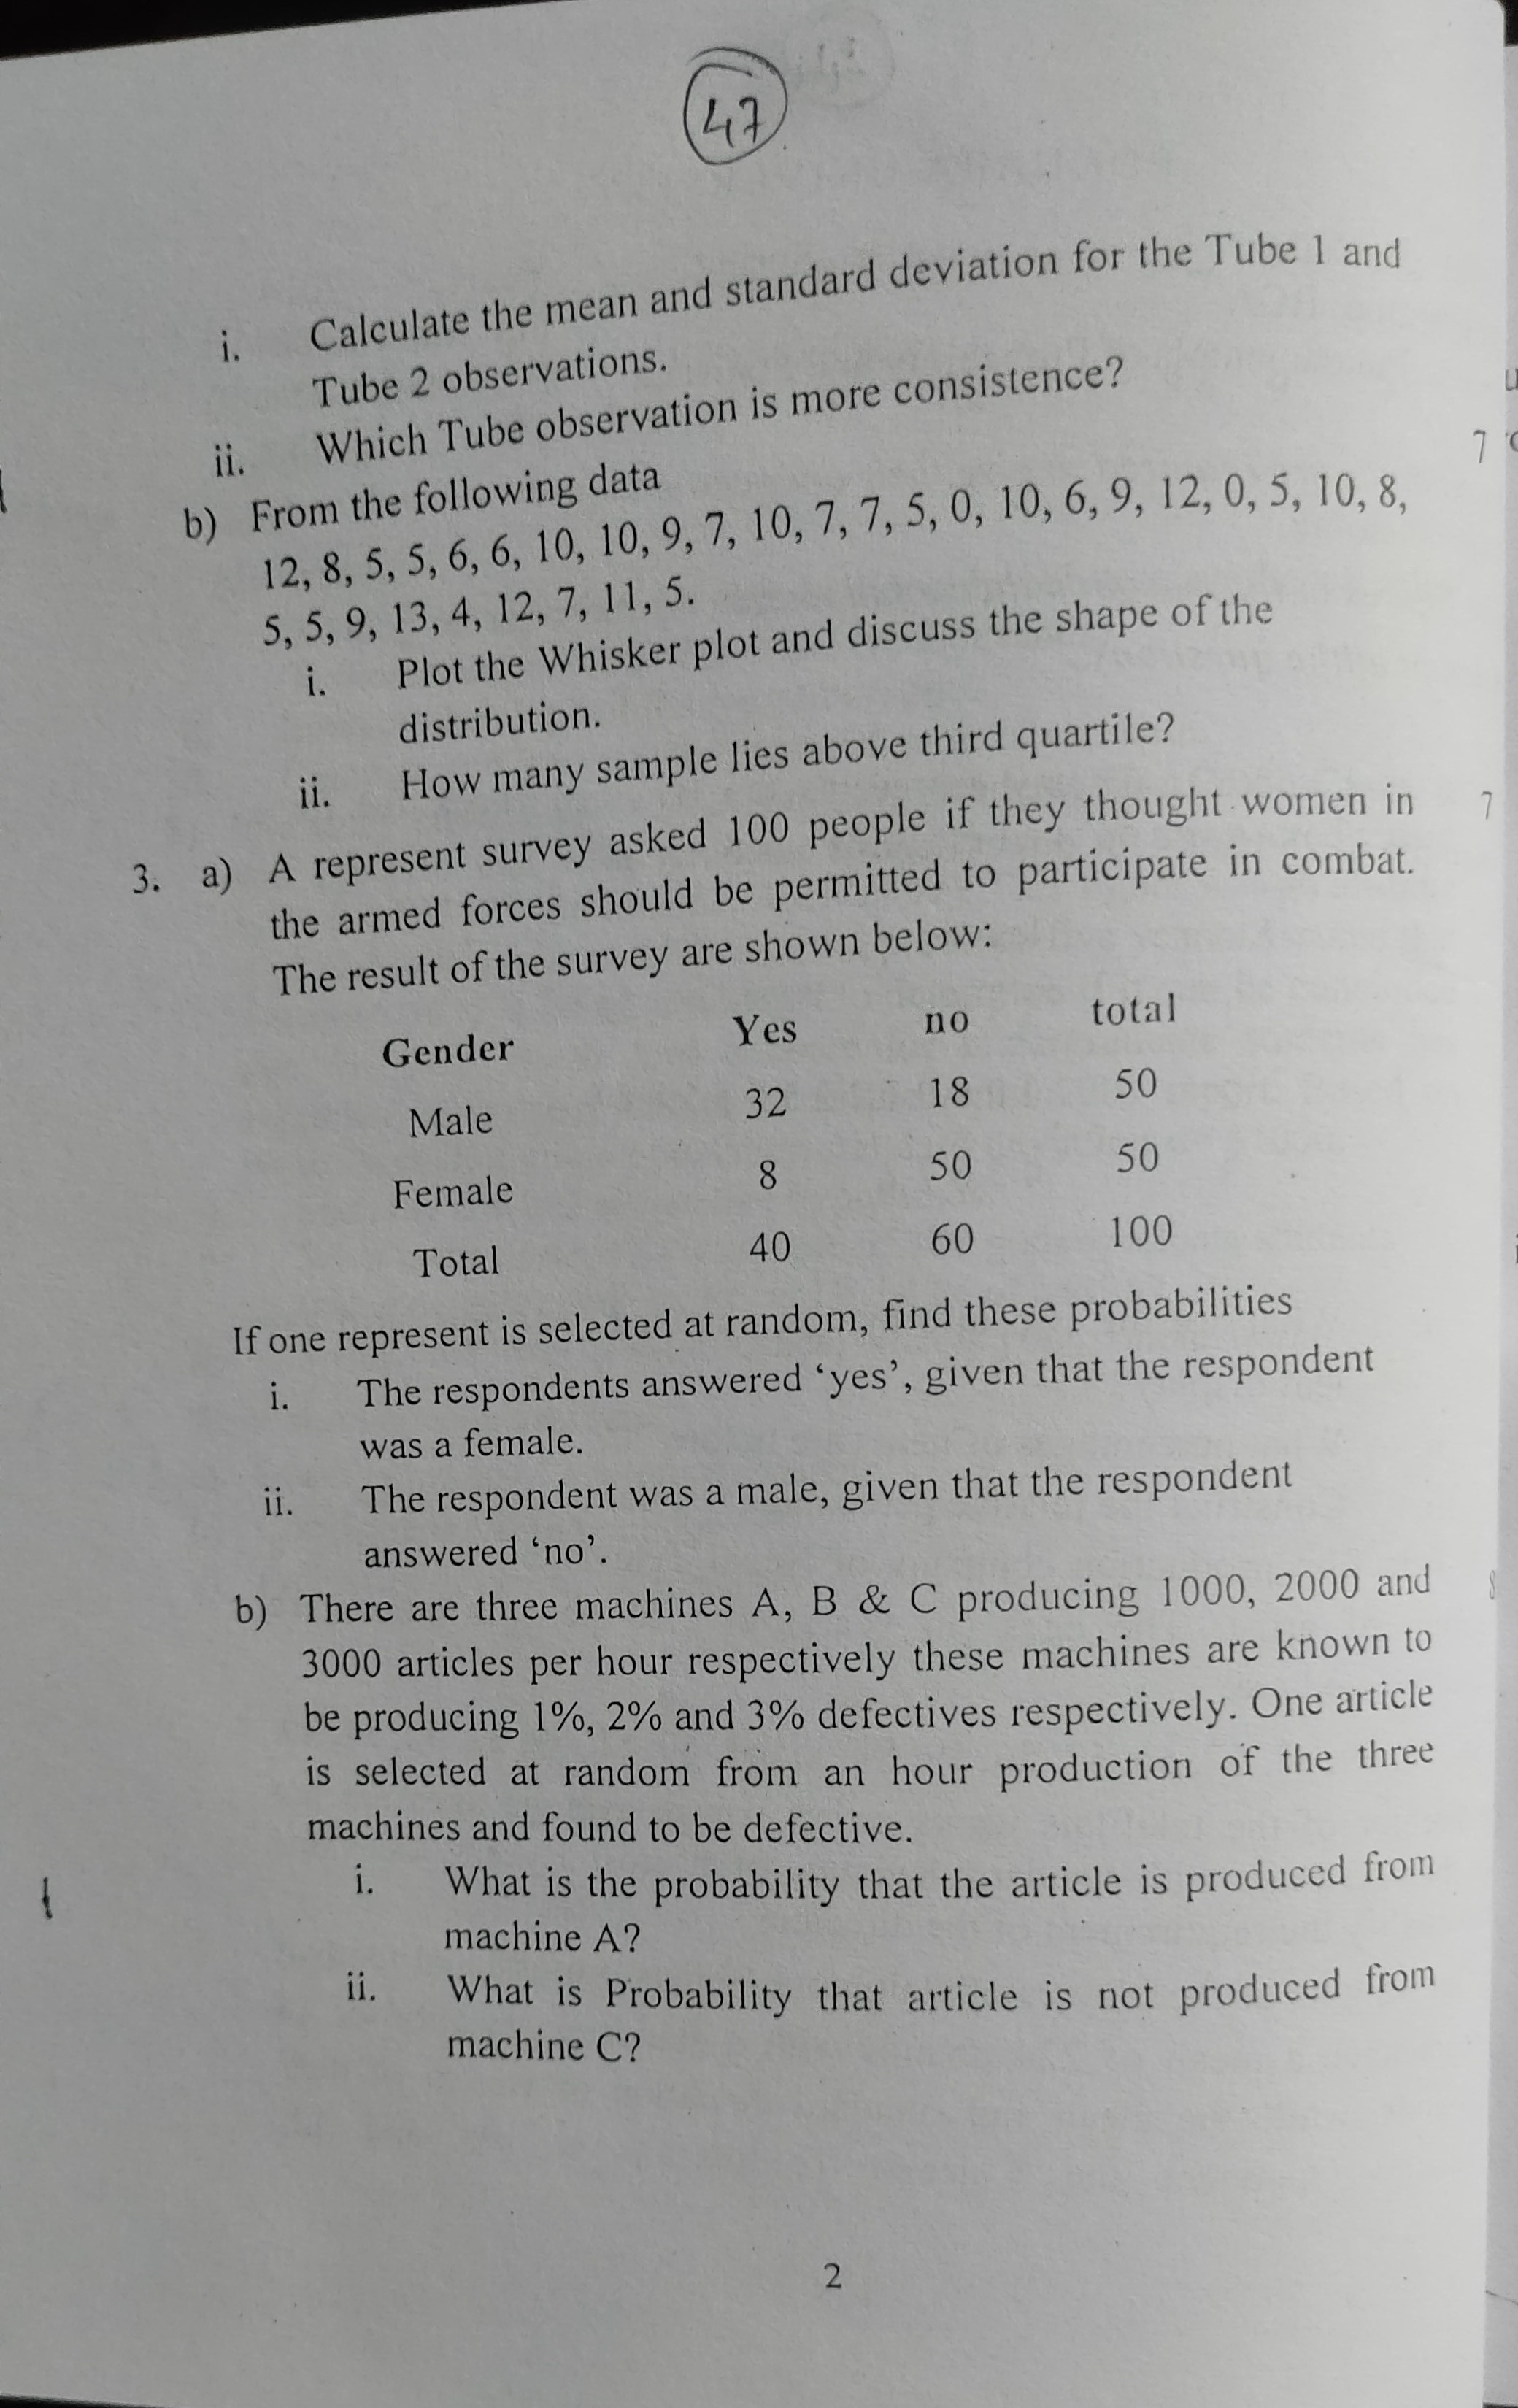 47
i. Calculate the mean and standard deviation for the Tube 1 and
Tube 2 observations.
ii. Which Tube observation is more consistence?
b) From the following data 7
12, 8, 5, 5, 6, 6, 10, 10, 9, 7, 10, 7, 7, 5, 0, 10, 6, 9, 12, 0, 5, 10, 8,
5, 5, 9, 13, 4, 12, 7, 11, 5.
i. Plot the Whisker plot and discuss the shape of the
distribution.
ii. How many sample lies above third quartile?
3. a) A represent survey asked 100 people if they thought women in 7
the armed forces should be permitted to participate in combat.
The result of the survey are shown below:
Gender Yes no total
Male 32 18 50
Female 8 50 50
Total 40 60 100
If one represent is selected at random, find these probabilities
i. The respondents answered ‘yes’, given that the respondent
was a female.
ii. The respondent was a male, given that the respondent
answered ‘no’.
b) There are three machines A, B & C producing 1000, 2000 and 8
3000 articles per hour respectively these machines are known to
be producing 1%, 2% and 3% defectives respectively. One article
is selected at random from an hour production of the three
machines and found to be defective.
i. What is the probability that the article is produced from
machine A?
ii. What is Probability that article is not produced from
machine C?
2